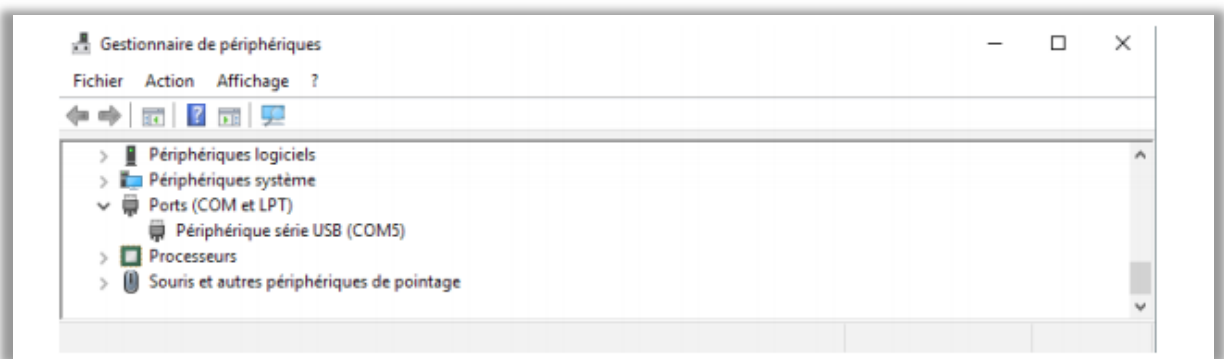 Gestionnaire de périphériques
Fichier Action Affichage ?
Périphériques logiciels
Périphériques système
Ports (COM et LPT)
Périphérique série USB (COM5)
Processeurs
Souris et autres périphériques de pointage